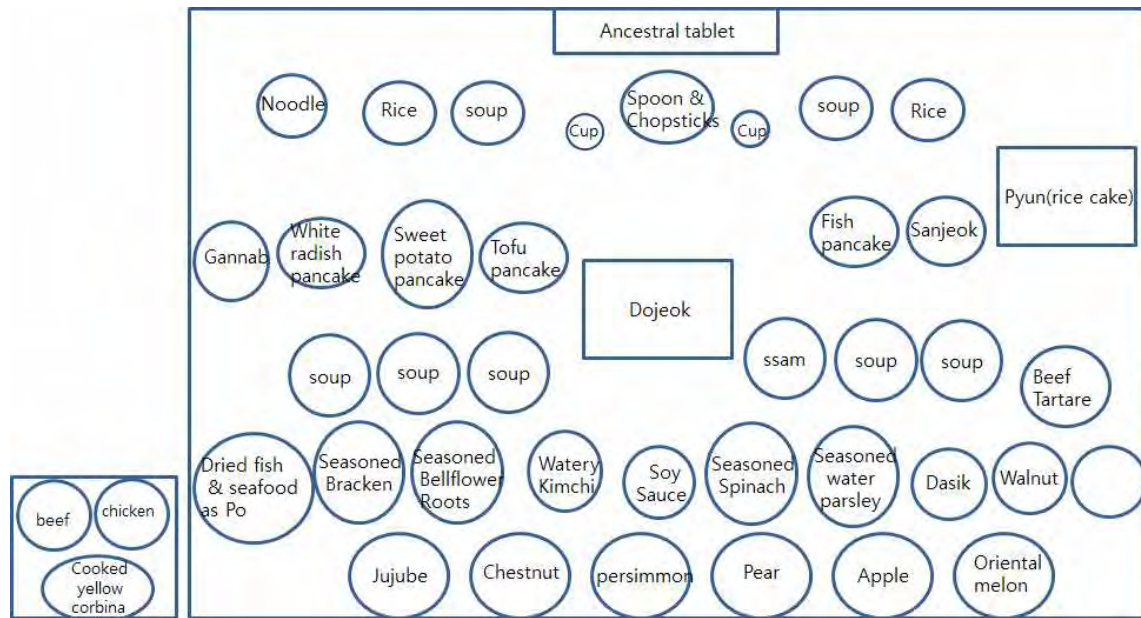 Ancestral tablet
Noodle
Rice
soup
Cup
Spoon &
Chopsticks
Cup
soup
Rice
Pyun(rice cake)
Gannab
White
radish
pancake
Sweet
potato
pancake
Tofu
pancake
Fish
pancake
Sanjeok
Dojeok
soup
soup
soup
ssam
soup
soup
Beef
Tartare
Dried fish
& seafood
as Po
Seasoned
Bracken
Seasoned
Bellflower
Roots
Watery
Kimchi
Soy
Sauce
Seasoned
Spinach
Seasoned
water
parsley
Dasik
Walnut
beef
chicken
Cooked
yellow
corbina
Jujube
Chestnut
persimmon
Pear
Apple
Oriental
melon